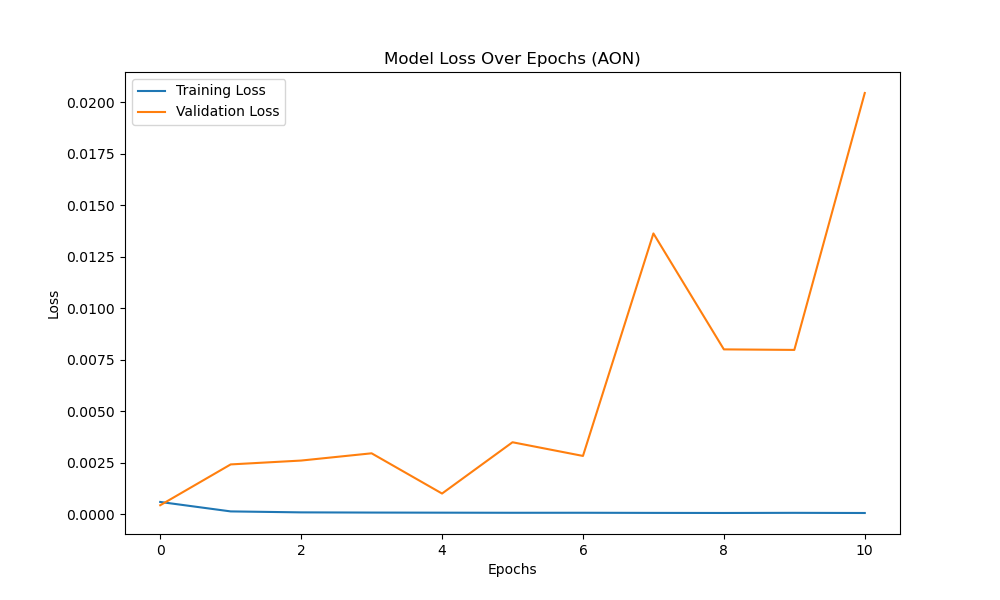 Model Loss Over Epochs (AON)
Training Loss
Validation Loss
0.0200
0.0175
0.0150
0.0125
0.0100
0.0075
0.0050
0.0025
0.0000
Loss
0 2 4 6 8 10
Epochs